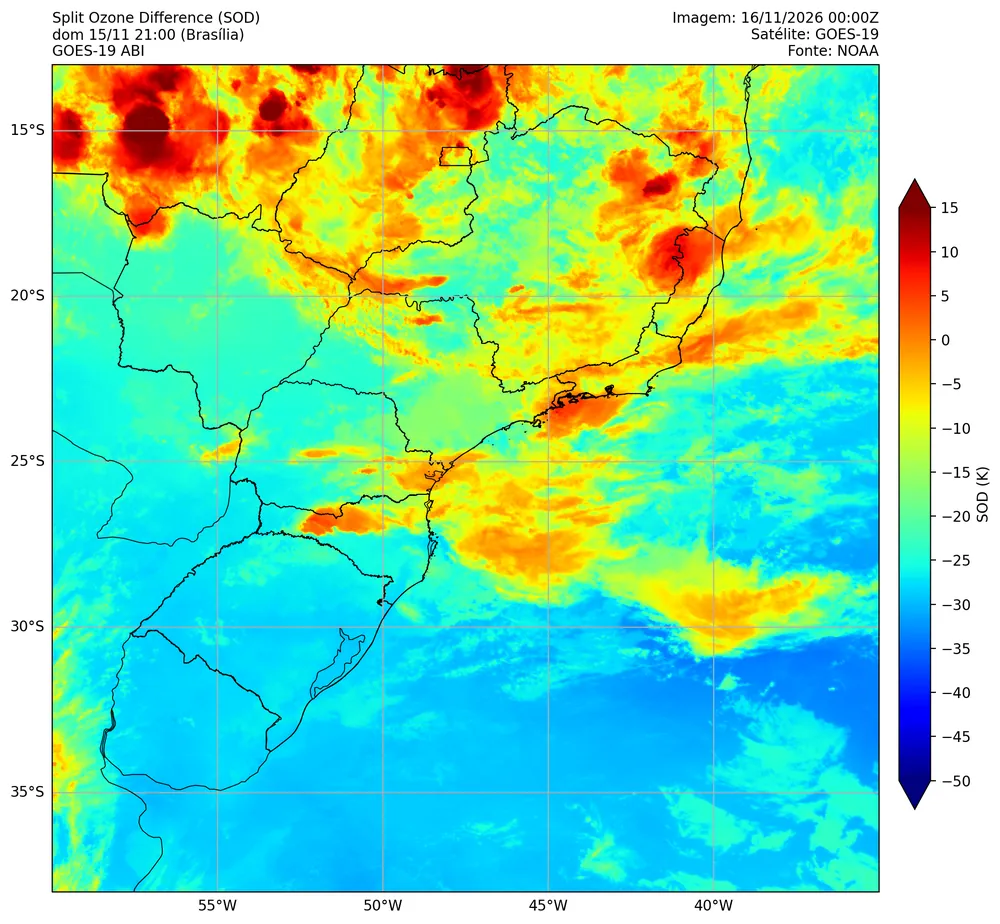 Split Ozone Difference (SOD)
dom 15/11 21:00 (Brasília)
GOES-19 ABI
Imagem: 16/11/2026 00:00Z
Satélite: GOES-19
Fonte: NOAA
15°S
20°S
25°S
30°S
35°S
55°W
50°W
45°W
40°W
15
10
5
0
−5
−10
−15
−20
−25
−30
−35
−40
−45
−50
SOD (K)